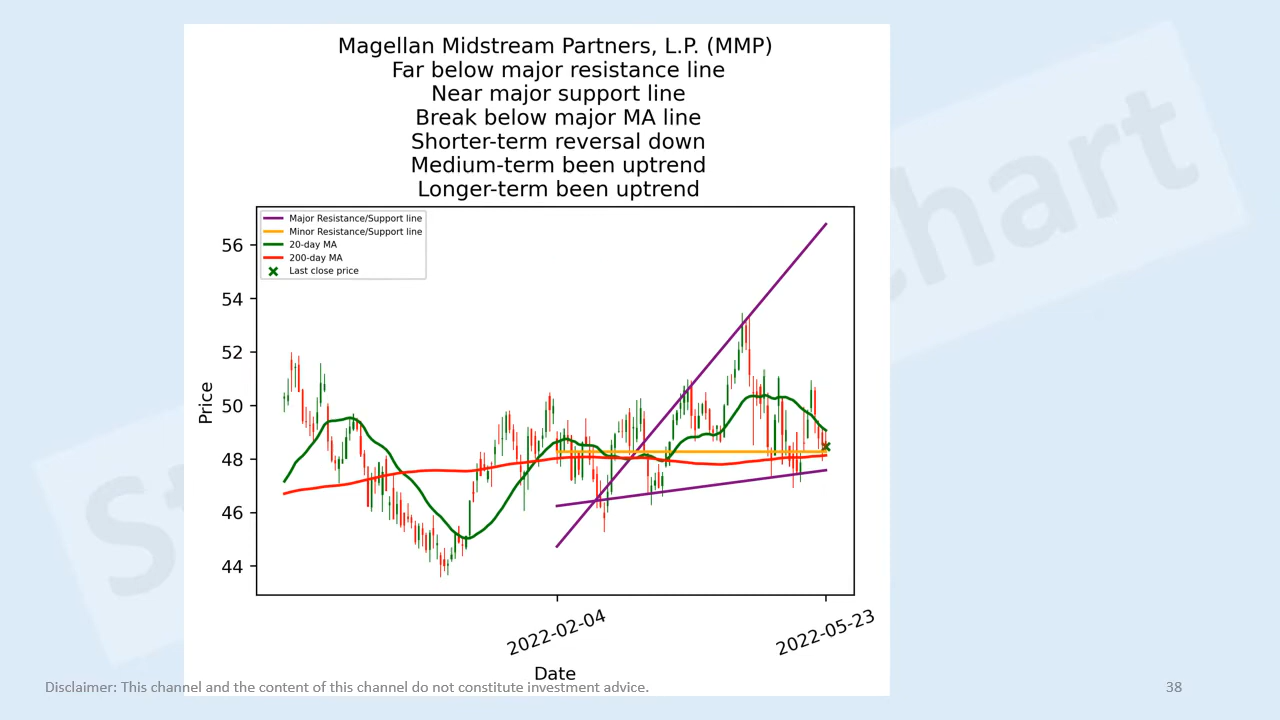 Magellan Midstream Partners, L.P. (MMP)
Far below major resistance line
Near major support line
Break below major MA line
Shorter-term reversal down
Medium-term been uptrend
Longer-term been uptrend
Major Resistance/Support line
Minor Resistance/Support line
20-day MA
200-day MA
Last close price
56
54
52
50
48
46
44
Price
2022-02-04
2022-05-23
Date
Disclaimer: This channel and the content of this channel do not constitute investment advice.
38
St
chart